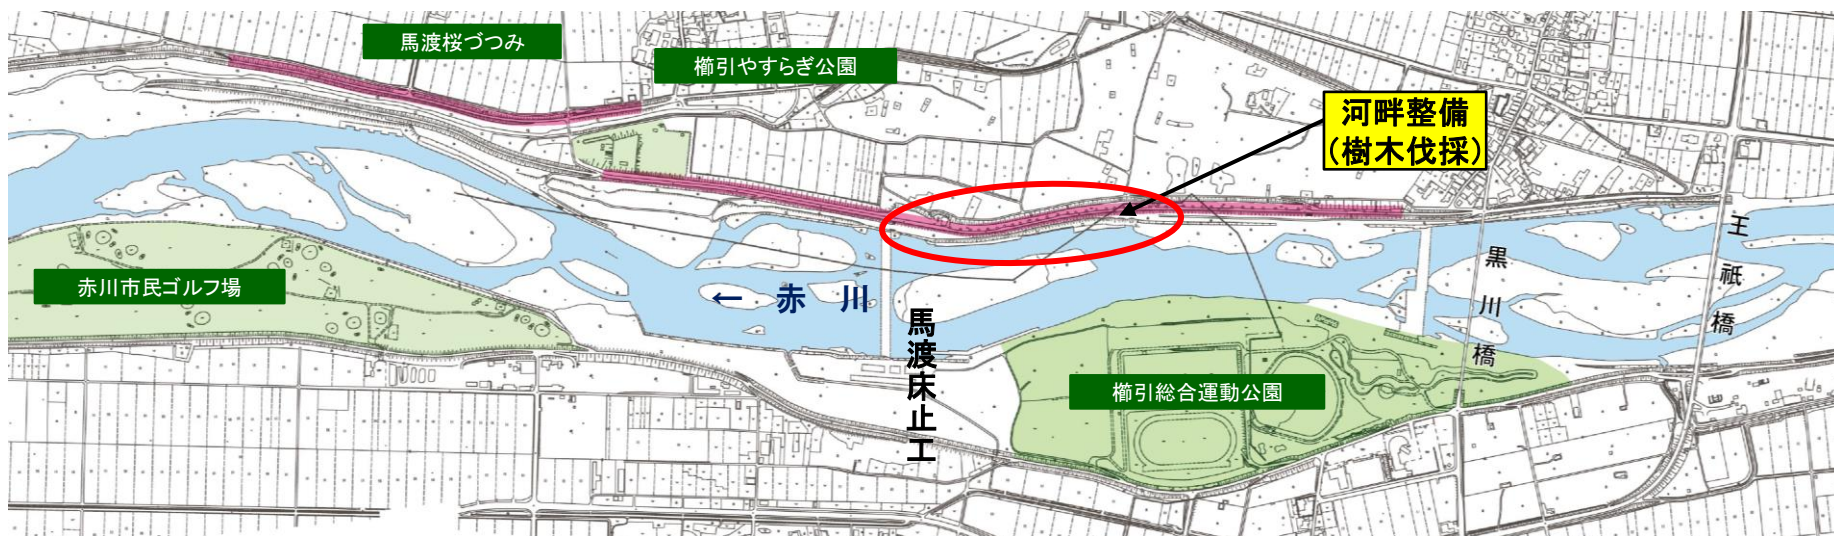 馬渡桜づつみ
櫛引やすらぎ公園
河畔整備
(樹木伐採)
赤川市民ゴルフ場
← 赤 川
馬渡床止工
櫛引総合運動公園
黒川橋
王祇橋